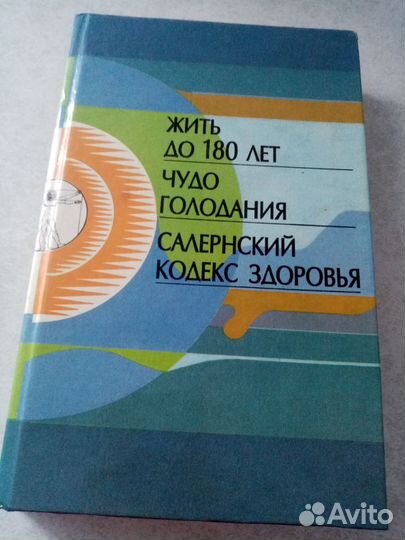 ЖИТЬ
ДО 180 ЛЕТ
ЧУДО
ГОЛОДАНИЯ
САЛЕРНСКИЙ
КОДЕКС ЗДОРОВЬЯ
Avito